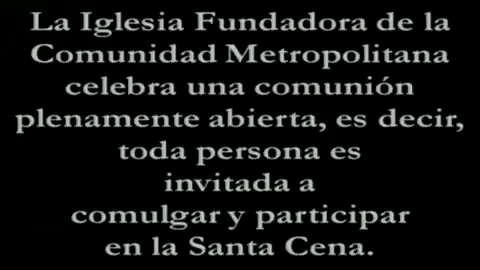 La Iglesia Fundadora de la
Comunidad Metropolitana
celebra una comunión
plenamente abierta, es decir,
toda persona es
invitada a
comulgar y participar
en la Santa Cena.